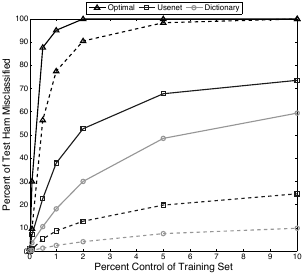 Optimal Usenet Dictionary
100
90
80
70
60
50
40
30
20
10
0
0 1 2 3 4 5 6 7 8 9 10
Percent of Test Ham Misclassified
Percent Control of Training Set